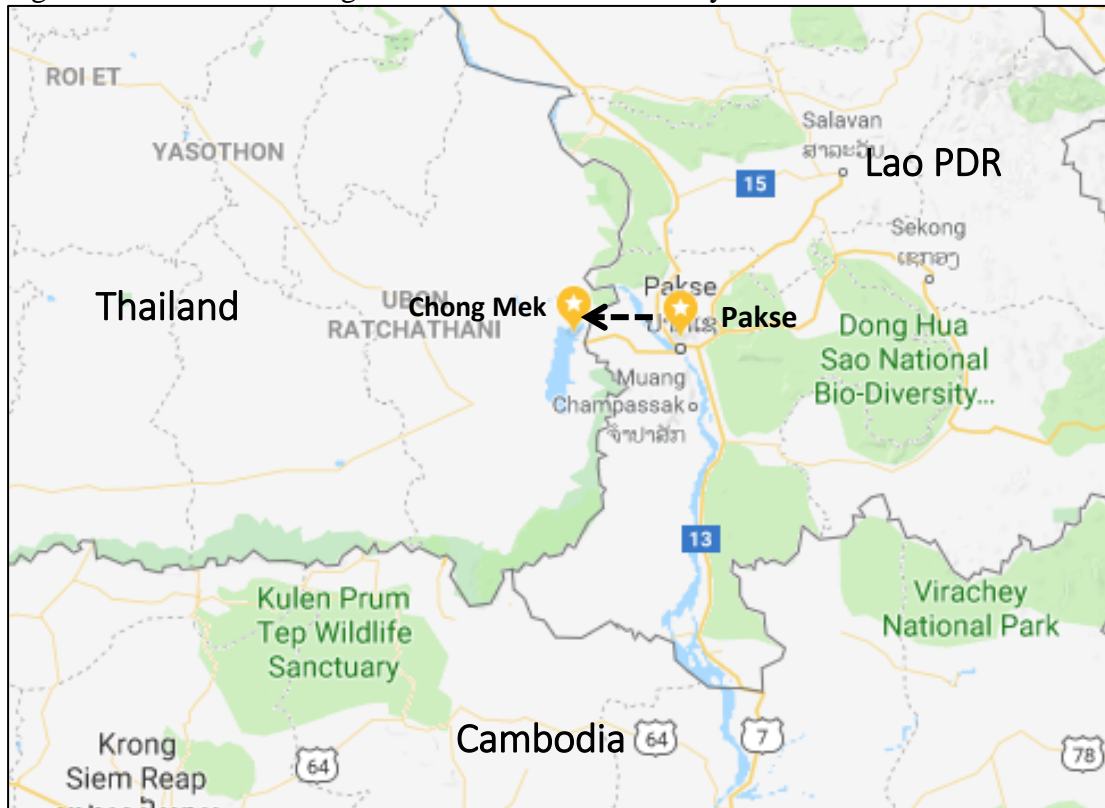 ROI ET
YASOTHON
Salavan
ສາລະວັນ
Lao PDR
15
Sekong
ເຊກອງ
Thailand
UBON
RATCHATHANI
Chong Mek
Pakse
Pakse
Dong Hua
Sao National
Bio-Diversity...
Muang
Champassak
ຈຳປາສັກ
13
Kulen Prum
Tep Wildlife
Sanctuary
Virachey
National Park
Cambodia
64
7
78
Krong
Siem Reap
64